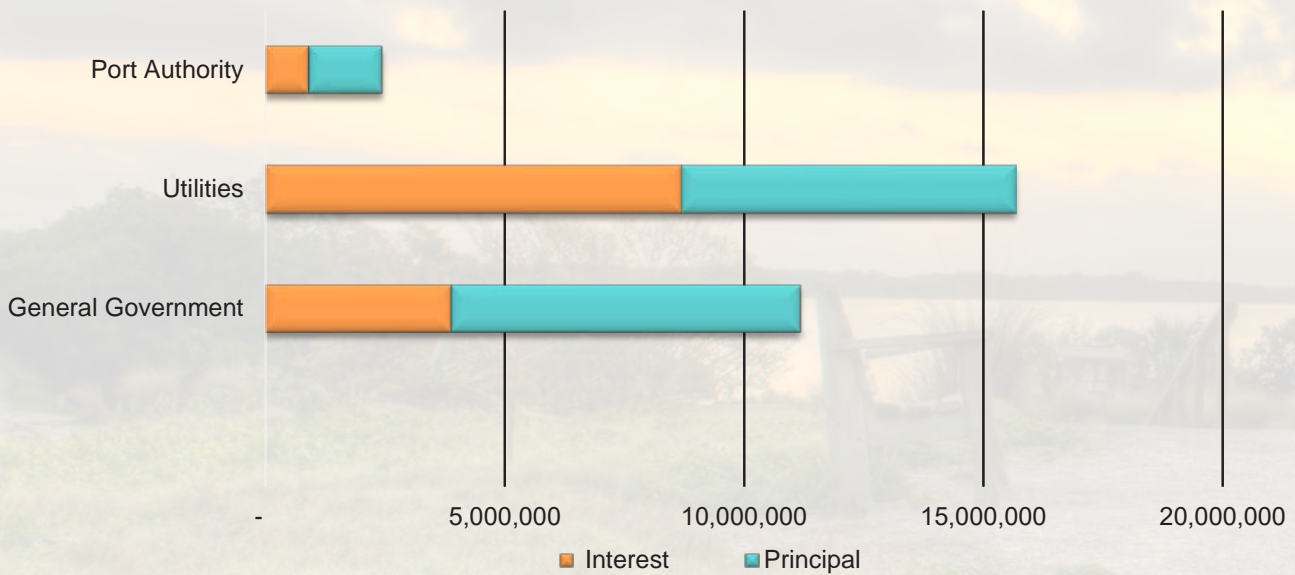 Port Authority
Utilities
General Government
- 5,000,000 10,000,000 15,000,000 20,000,000
Interest Principal